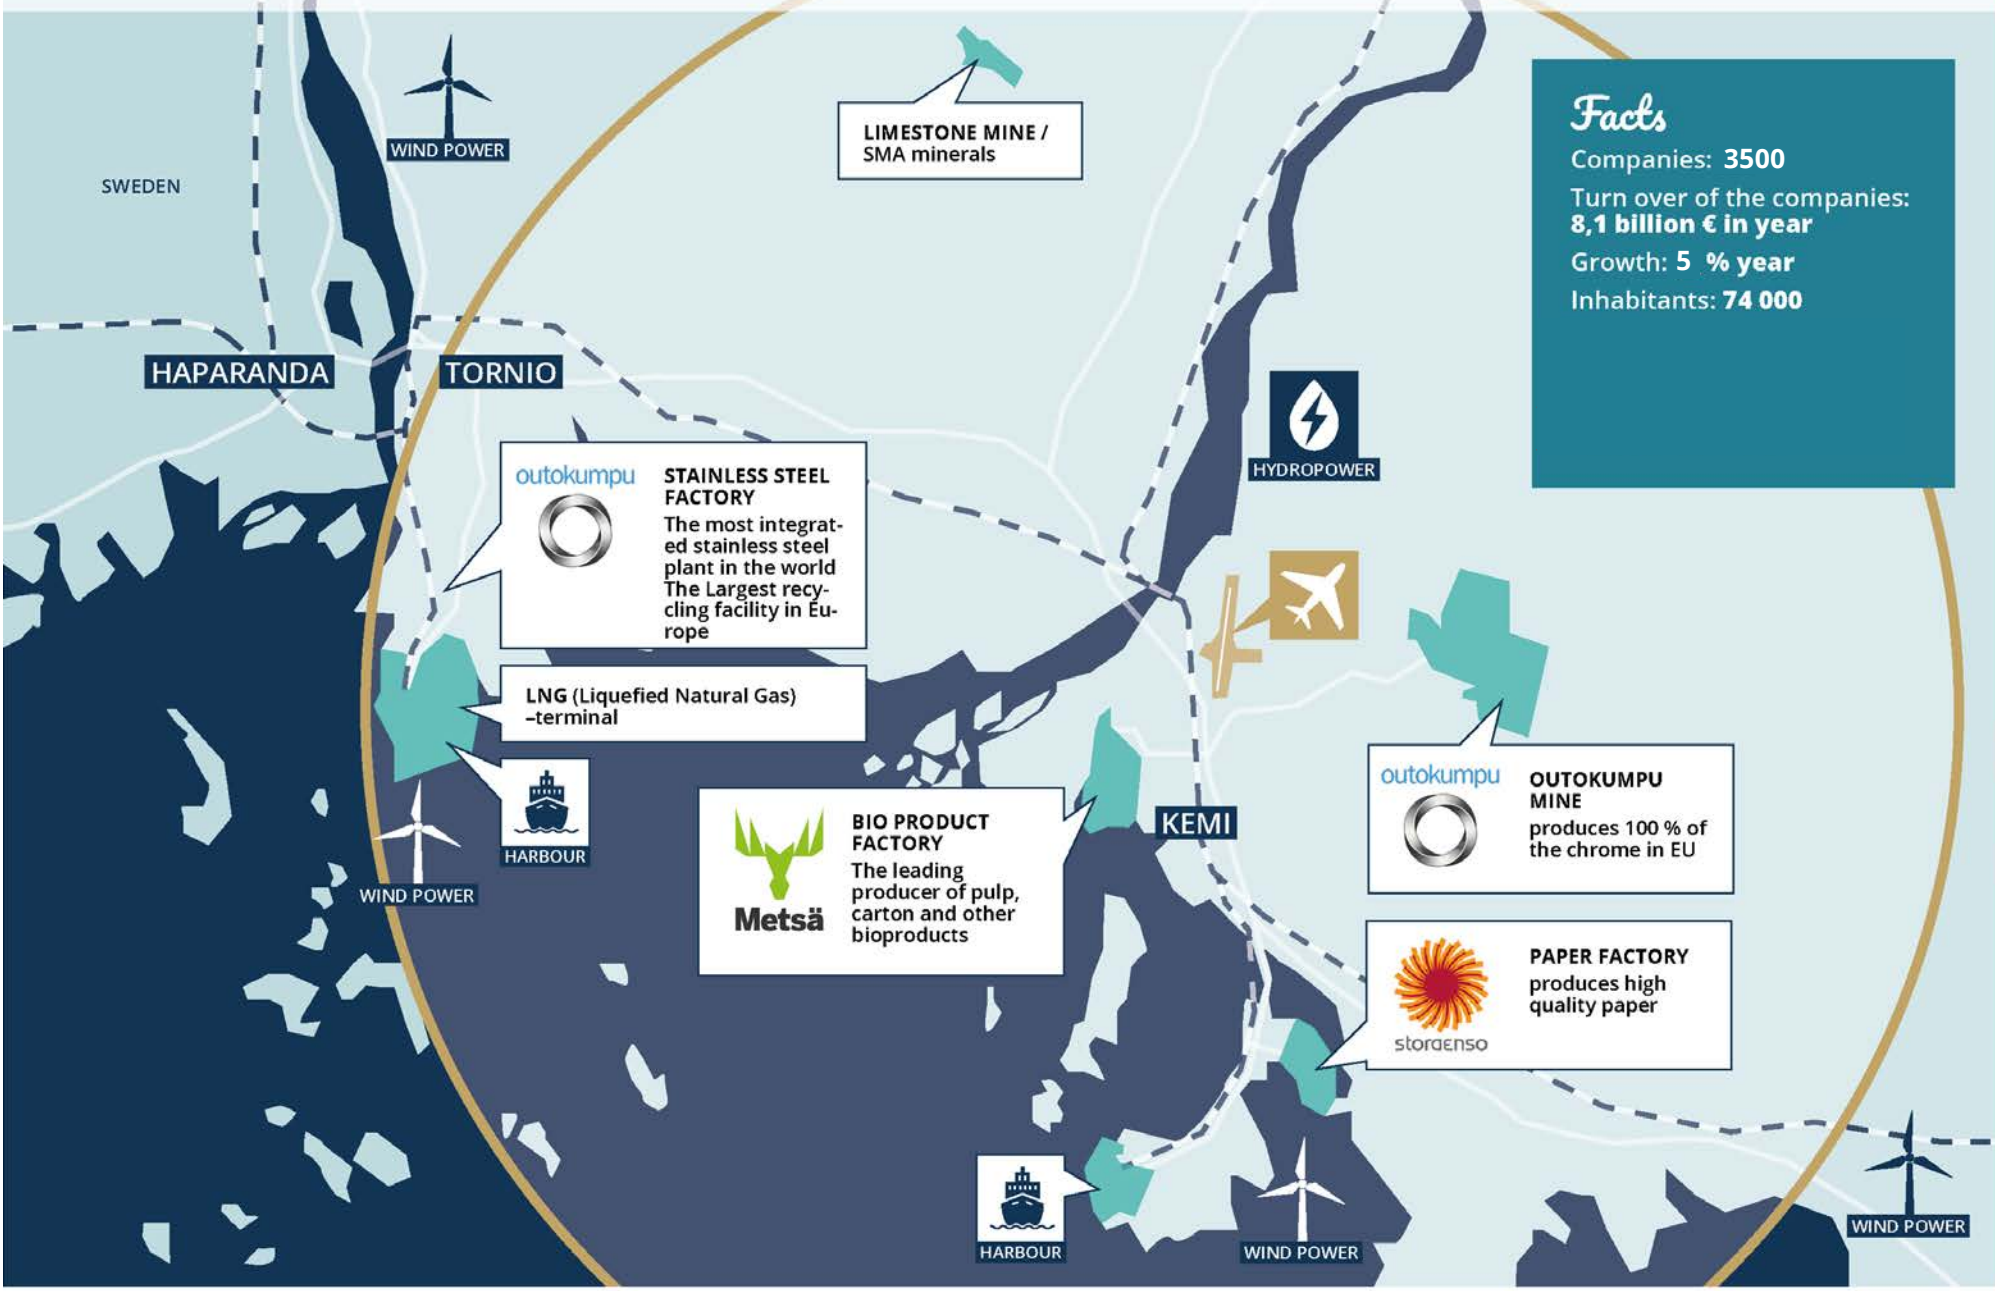 WIND POWER
SWEDEN
LIMESTONE MINE /
SMA minerals
Facts
Companies: 3500
Turn over of the companies:
8,1 billion € in year
Growth: 5 % year
Inhabitants: 74 000
HAPARANDA
TORNIO
HYDROPOWER
outokumpu
STAINLESS STEEL
FACTORY
The most integrat-
ed stainless steel
plant in the world
The Largest recy-
cling facility in Eu-
rope
LNG (Liquefied Natural Gas)
–terminal
HARBOUR
WIND POWER
Metsä
BIO PRODUCT
FACTORY
The leading
producer of pulp,
carton and other
bioproducts
KEMI
outokumpu
OUTOKUMPU
MINE
produces 100 % of
the chrome in EU
storaenso
PAPER FACTORY
produces high
quality paper
HARBOUR
WIND POWER
WIND POWER